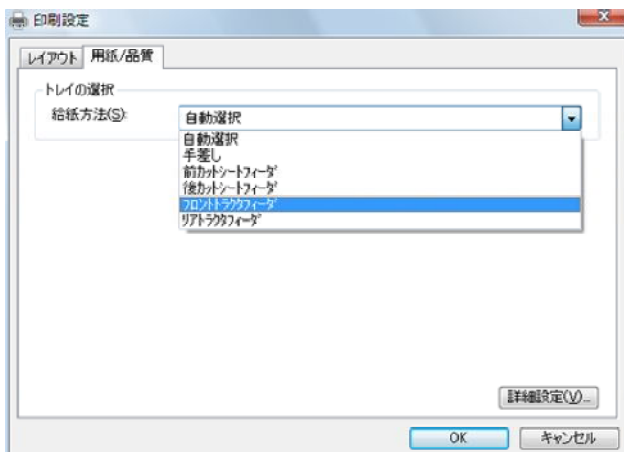 印刷設定
レイアウト 用紙/品質
トレイの選択
給紙方法(S): 自動選択
自動選択
手差し
前カットシートフィーダ
後カットシートフィーダ
フロントトラクタフィーダ
リアトラクタフィーダ
詳細設定(V)...
OK キャンセル